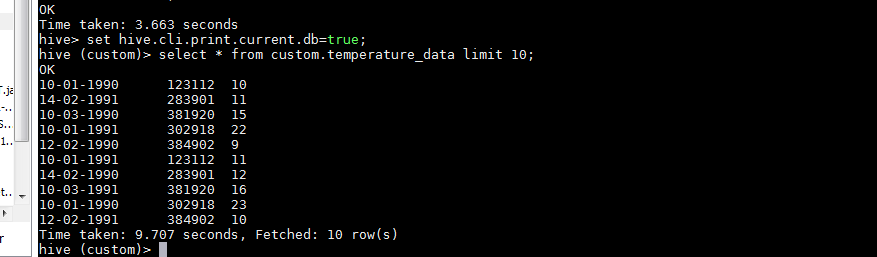 OK
Time taken: 3.663 seconds
hive> set hive.cli.print.current.db=true;
hive (custom)> select * from custom.temperature_data limit 10;
OK
10-01-1990 123112 10
14-02-1991 283901 11
10-03-1990 381920 15
10-01-1991 302918 22
12-02-1990 384902 9
10-01-1991 123112 11
14-02-1990 283901 12
10-03-1991 381920 16
10-01-1990 302918 23
12-02-1991 384902 10
Time taken: 9.707 seconds, Fetched: 10 row(s)
hive (custom)>